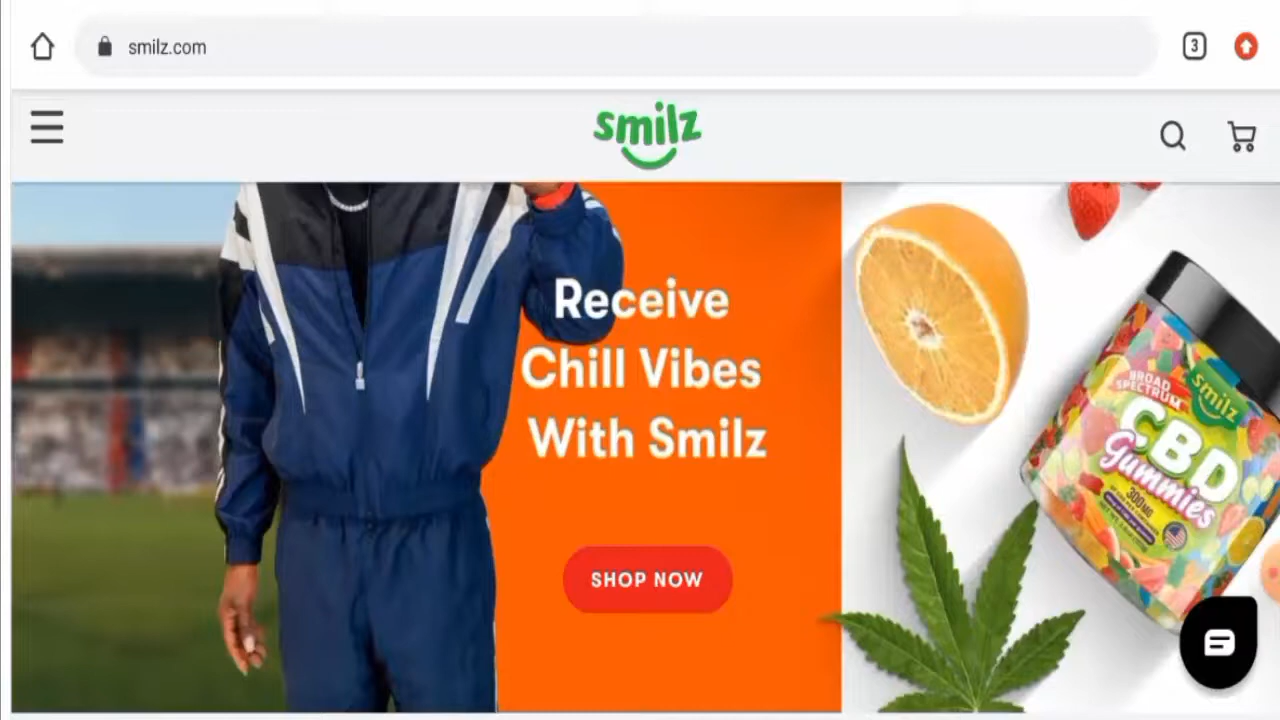 smilz.com
3
smilz
Receive
Chill Vibes
With Smilz
SHOP NOW
BROAD
SPECTRUM
smilz
CBD
Gummies
300MG